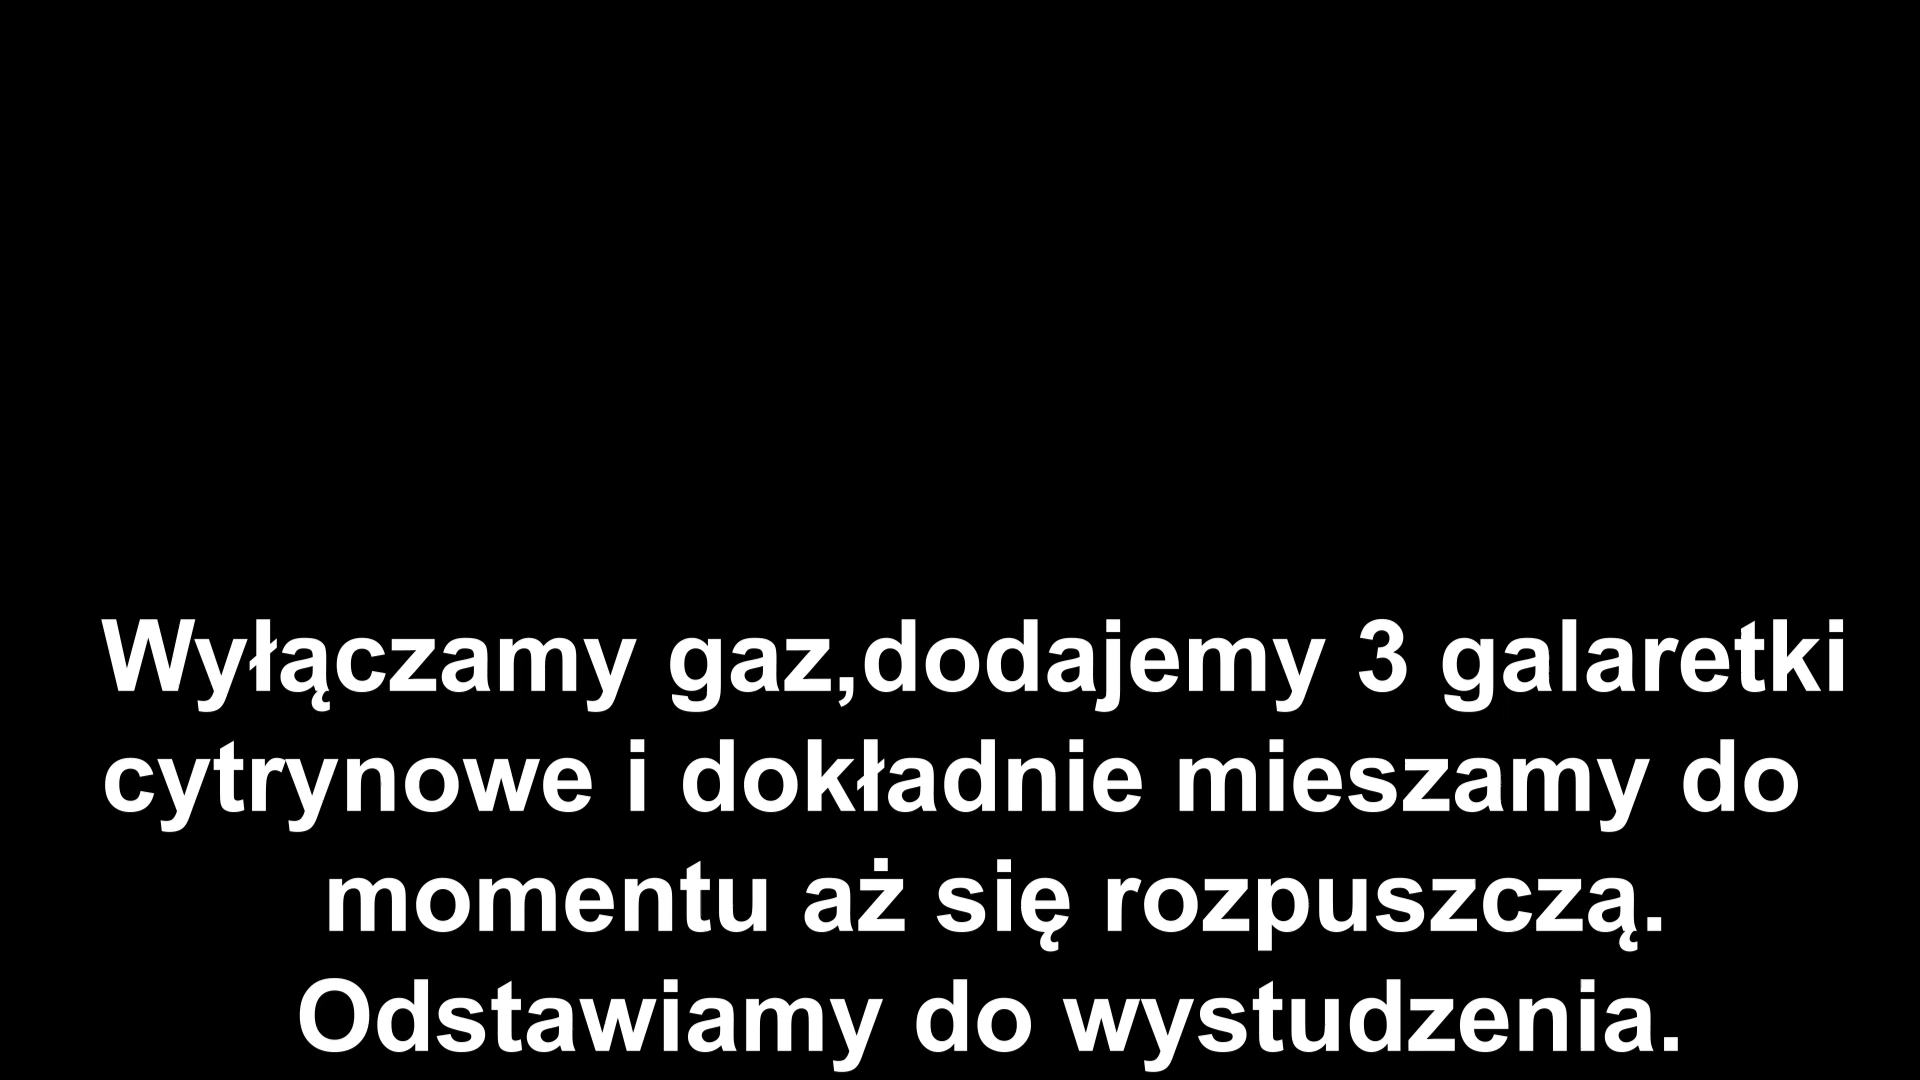 Wyłączamy gaz,dodajemy 3 galaretki
cytrynowe i dokładnie mieszamy do
momentu aż się rozpuszczą.
Odstawiamy do wystudzenia.